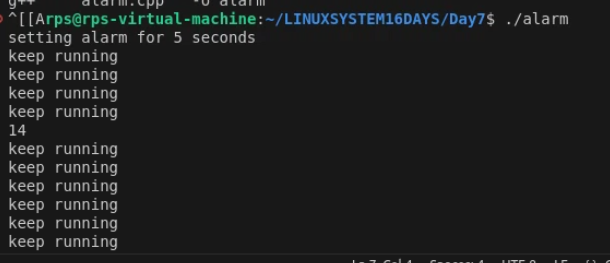 g++ alarm.cpp -o alarm
^[[Arps@rps-virtual-machine:~/LINUXSYSTEM16DAYS/Day7$ ./alarm
setting alarm for 5 seconds
keep running
keep running
keep running
keep running
14
keep running
keep running
keep running
keep running
keep running
keep running